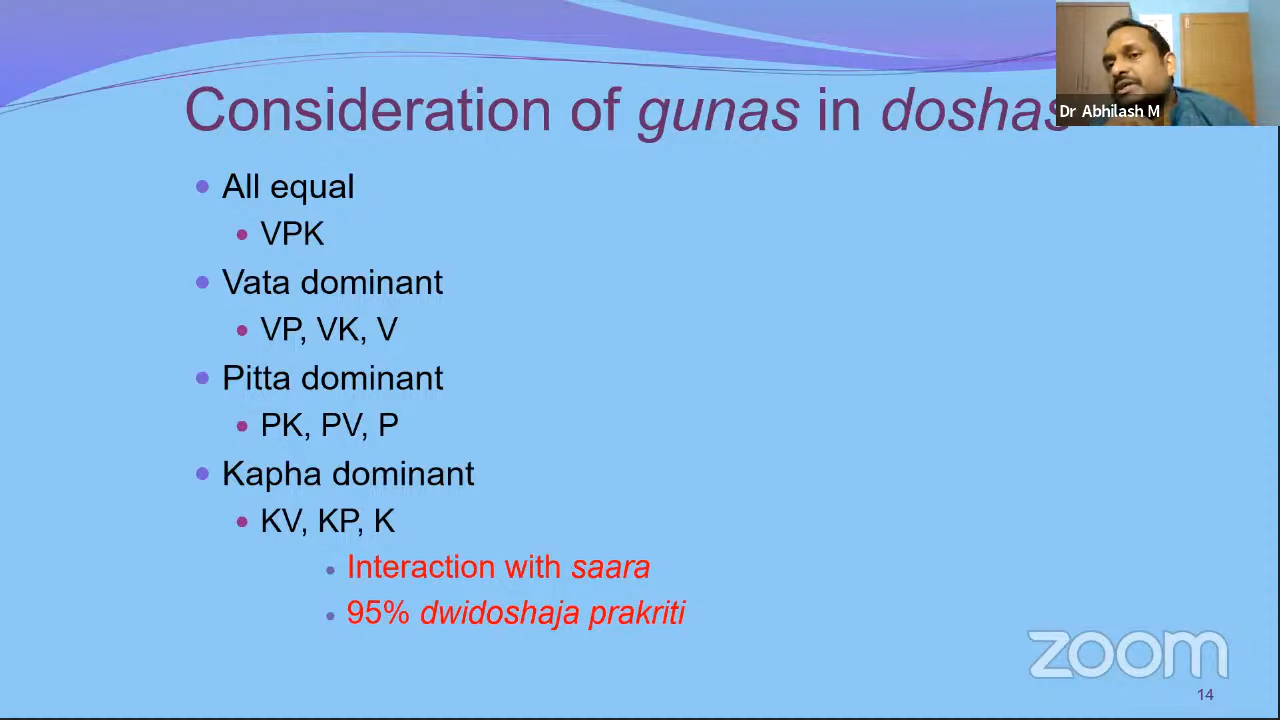 Consideration of gunas in doshas
Dr Abhilash M
All equal
VPK
Vata dominant
VP, VK, V
Pitta dominant
PK, PV, P
Kapha dominant
KV, KP, K
Interaction with saara
95% dwidoshaja prakriti
zoom
14